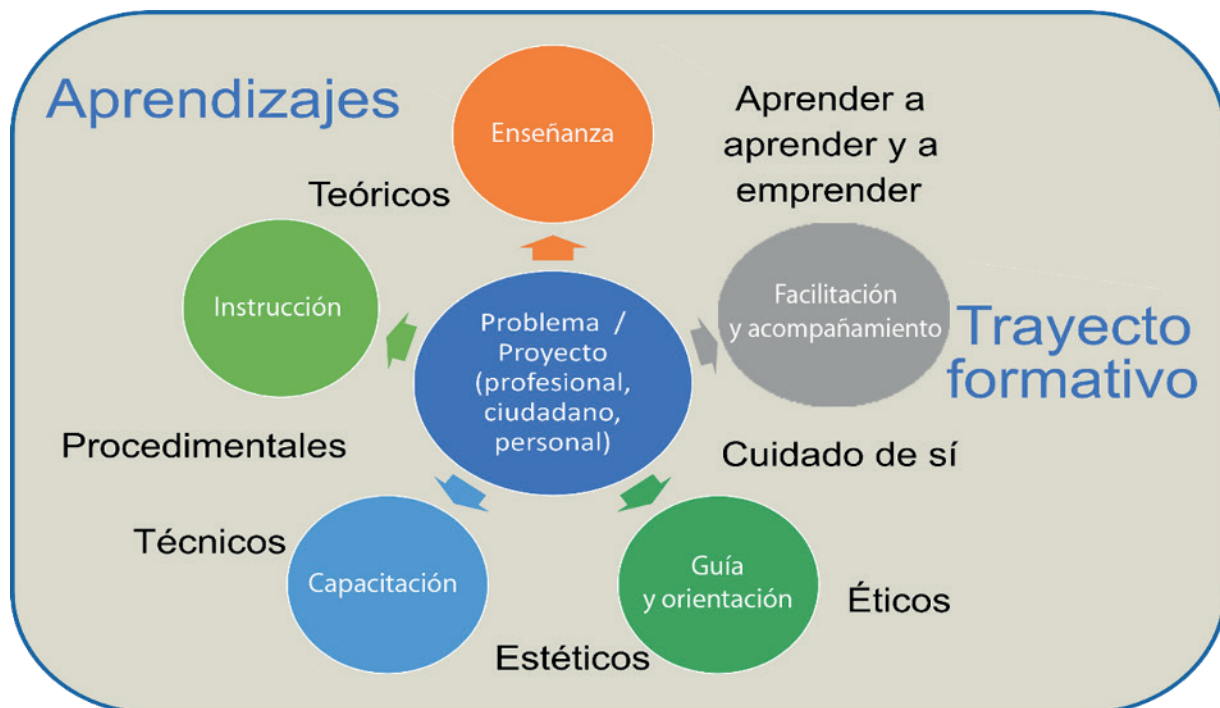 Aprendizajes
Enseñanza
Aprender a
aprender y a
emprender
Teóricos
Instrucción
Facilitación
y acompañamiento
Trayecto
formativo
Problema /
Proyecto
(profesional,
ciudadano,
personal)
Procedimentales
Cuidado de sí
Técnicos
Capacitación
Guía
y orientación
Éticos
Estéticos